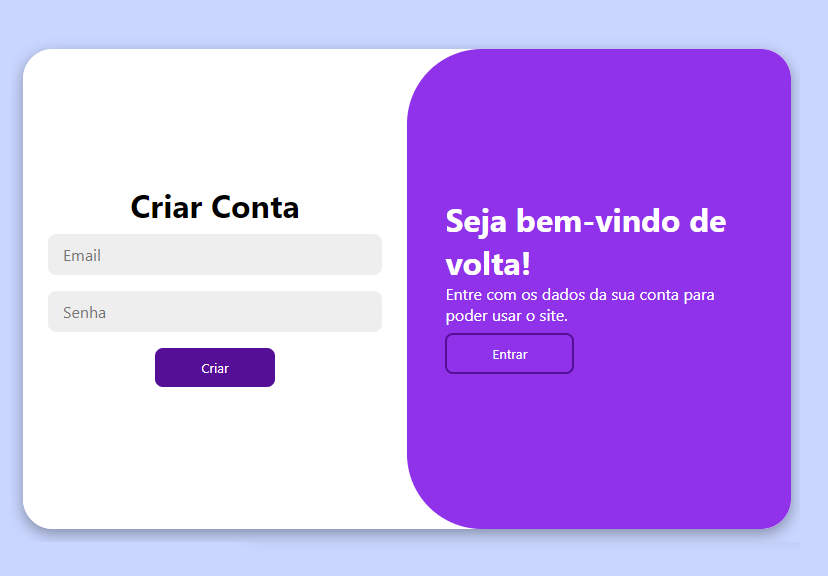 Criar Conta
Email
Senha
Criar
Seja bem-vindo de
volta!
Entre com os dados da sua conta para
poder usar o site.
Entrar